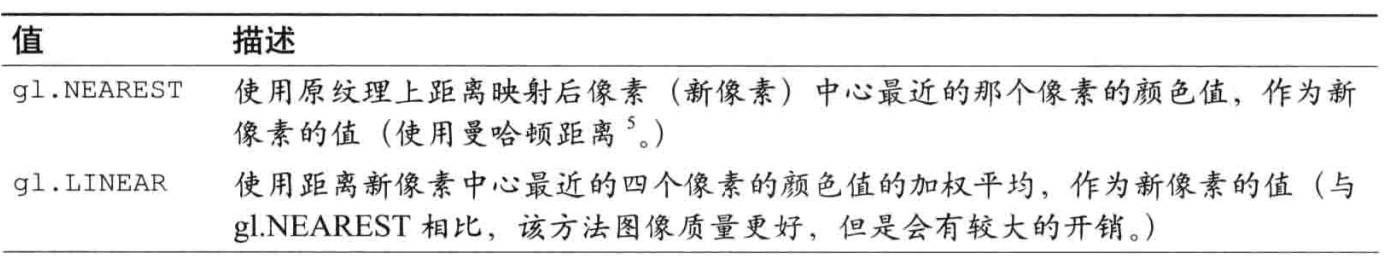 值 描述
gl.NEAREST 使用原纹理上距离映射后像素（新像素）中心最近的那个像素的颜色值，作为新
像素的值（使用曼哈顿距离⁵。）
gl.LINEAR 使用距离新像素中心最近的四个像素的颜色值的加权平均，作为新像素的值（与
gl.NEAREST 相比，该方法图像质量更好，但是会有较大的开销。）